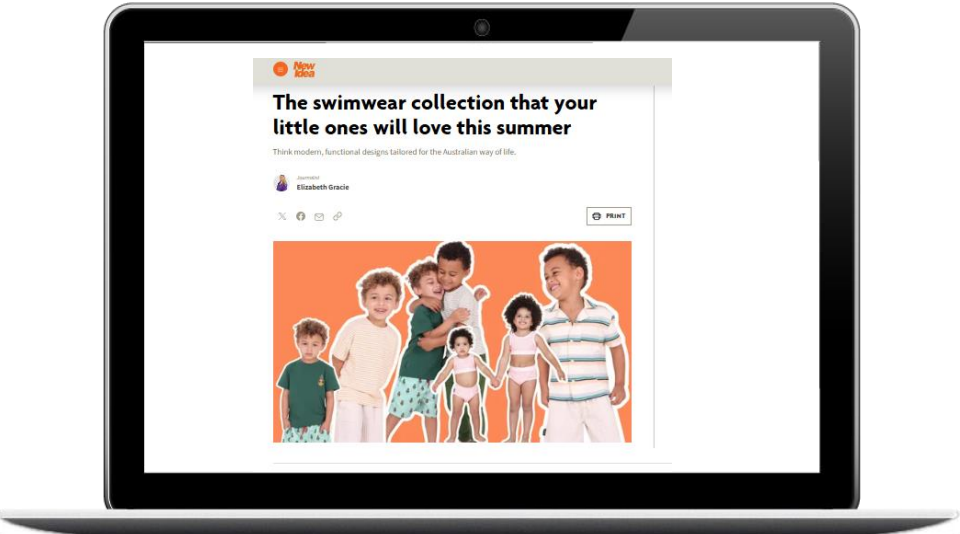 New
Idea
The swimwear collection that your
little ones will love this summer
Think modern, functional designs tailored for the Australian way of life.
Journalist
Elizabeth Gracie
PRINT